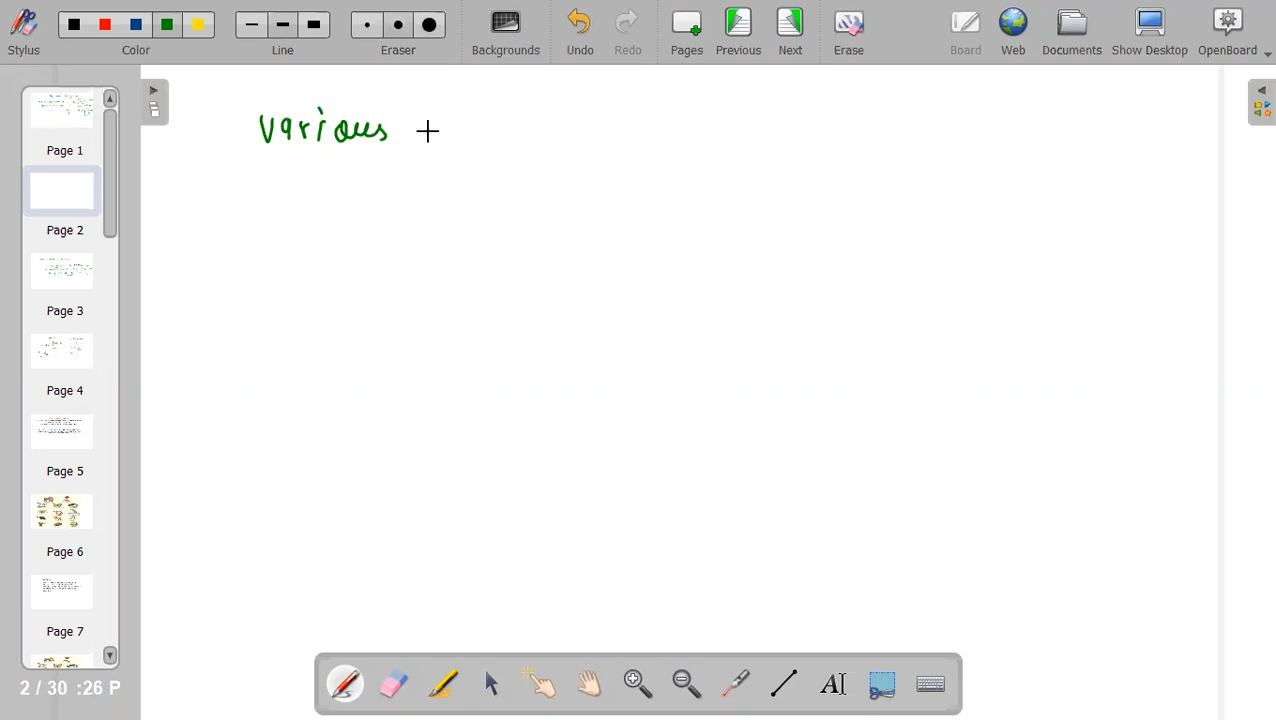 Stylus Color Line Eraser Backgrounds Undo Redo Pages Previous Next Erase Board Web Documents Show Desktop OpenBoard
various
Page 1
Page 2
Page 3
Page 4
Page 5
Page 6
Page 7
2 / 30 :26 P